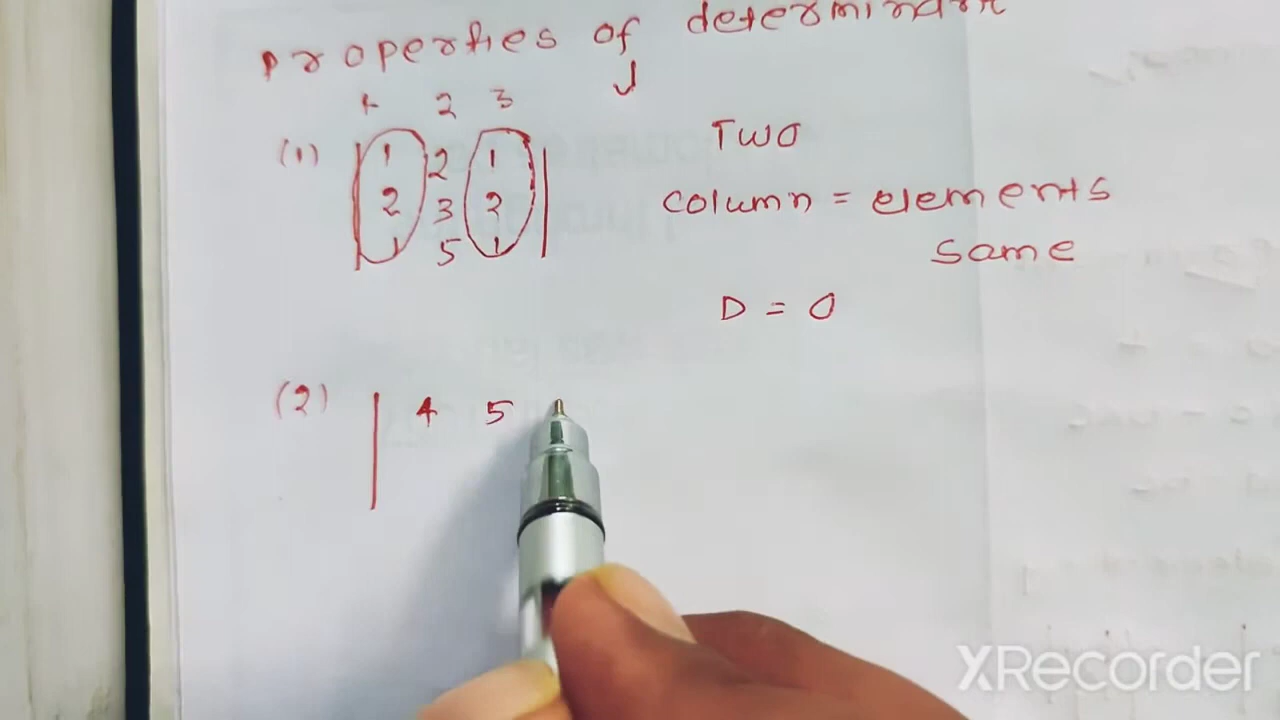 properties of determinant
1 2 3
(1) | 1 2 1 |
2 3 2
1 5 1
Two
column = elements
same
D = 0
(2) | 4 5
XRecorder